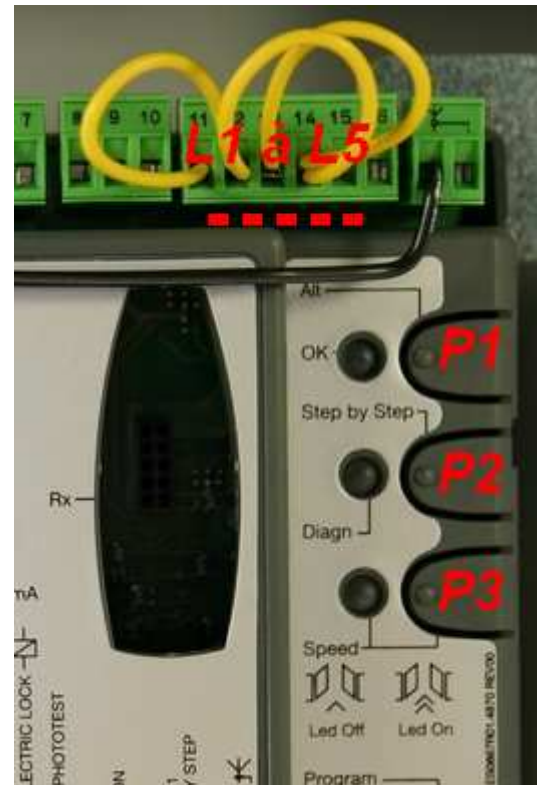 7 8 9 10 11 14 15
L1 à L5
Alt
OK
P1
Step by Step
P2
Rx
Diagn
P3
mA
Speed
ELECTRIC LOCK
PHOTOTEST
Led Off Led On
Program